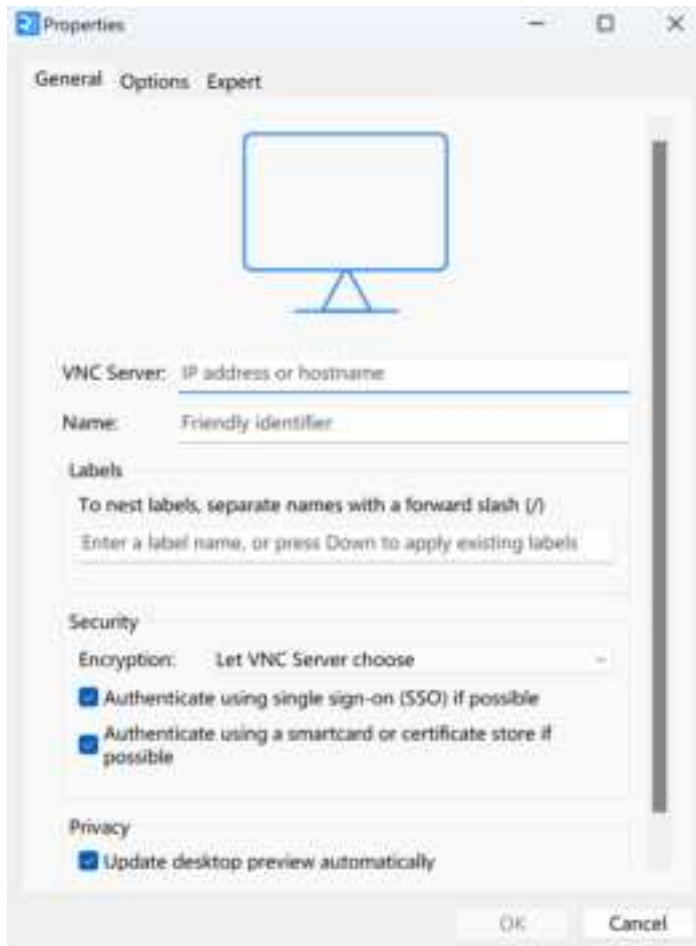 Properties
General Options Expert
VNC Server: IP address or hostname
Name: Friendly identifier
Labels
To nest labels, separate names with a forward slash (/)
Enter a label name, or press Down to apply existing labels
Security
Encryption: Let VNC Server choose
Authenticate using single sign-on (SSO) if possible
Authenticate using a smartcard or certificate store if
possible
Privacy
Update desktop preview automatically
OK Cancel